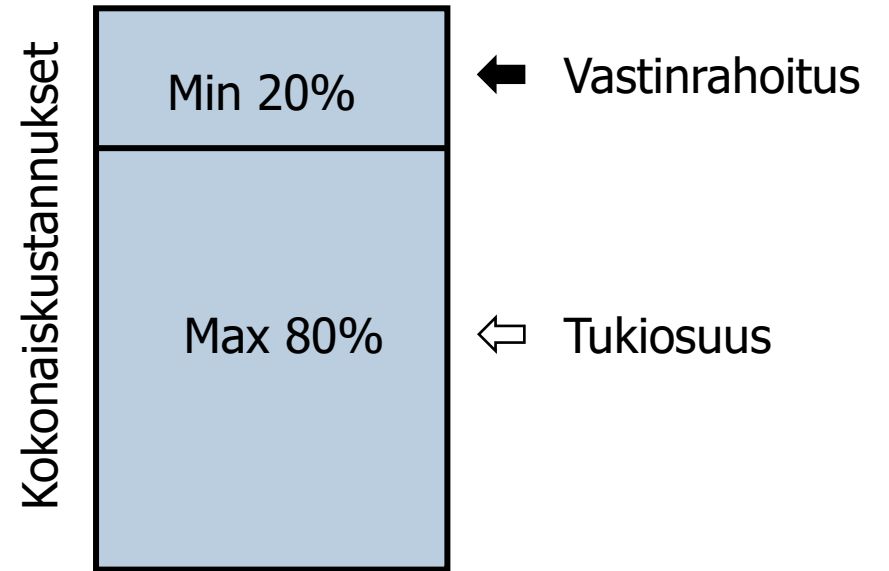 Kokonaiskustannukset
Min 20%
Vastinrahoitus
Max 80%
Tukiosuus